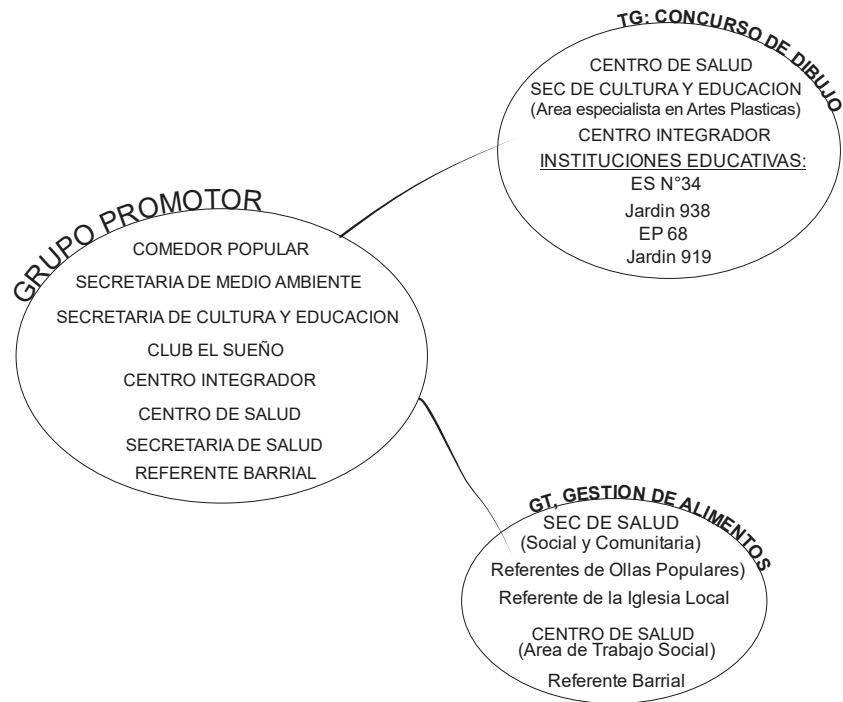 GRUPO PROMOTOR
COMEDOR POPULAR
SECRETARIA DE MEDIO AMBIENTE
SECRETARIA DE CULTURA Y EDUCACION
CLUB EL SUEÑO
CENTRO INTEGRADOR
CENTRO DE SALUD
SECRETARIA DE SALUD
REFERENTE BARRIAL
TG: CONCURSO DE DIBUJO
CENTRO DE SALUD
SEC DE CULTURA Y EDUCACION
(Area especialista en Artes Plasticas)
CENTRO INTEGRADOR
INSTITUCIONES EDUCATIVAS:
ES N°34
Jardin 938
EP 68
Jardin 919
GT, GESTION DE ALIMENTOS
SEC DE SALUD
(Social y Comunitaria)
Referentes de Ollas Populares)
Referente de la Iglesia Local
CENTRO DE SALUD
(Area de Trabajo Social)
Referente Barrial